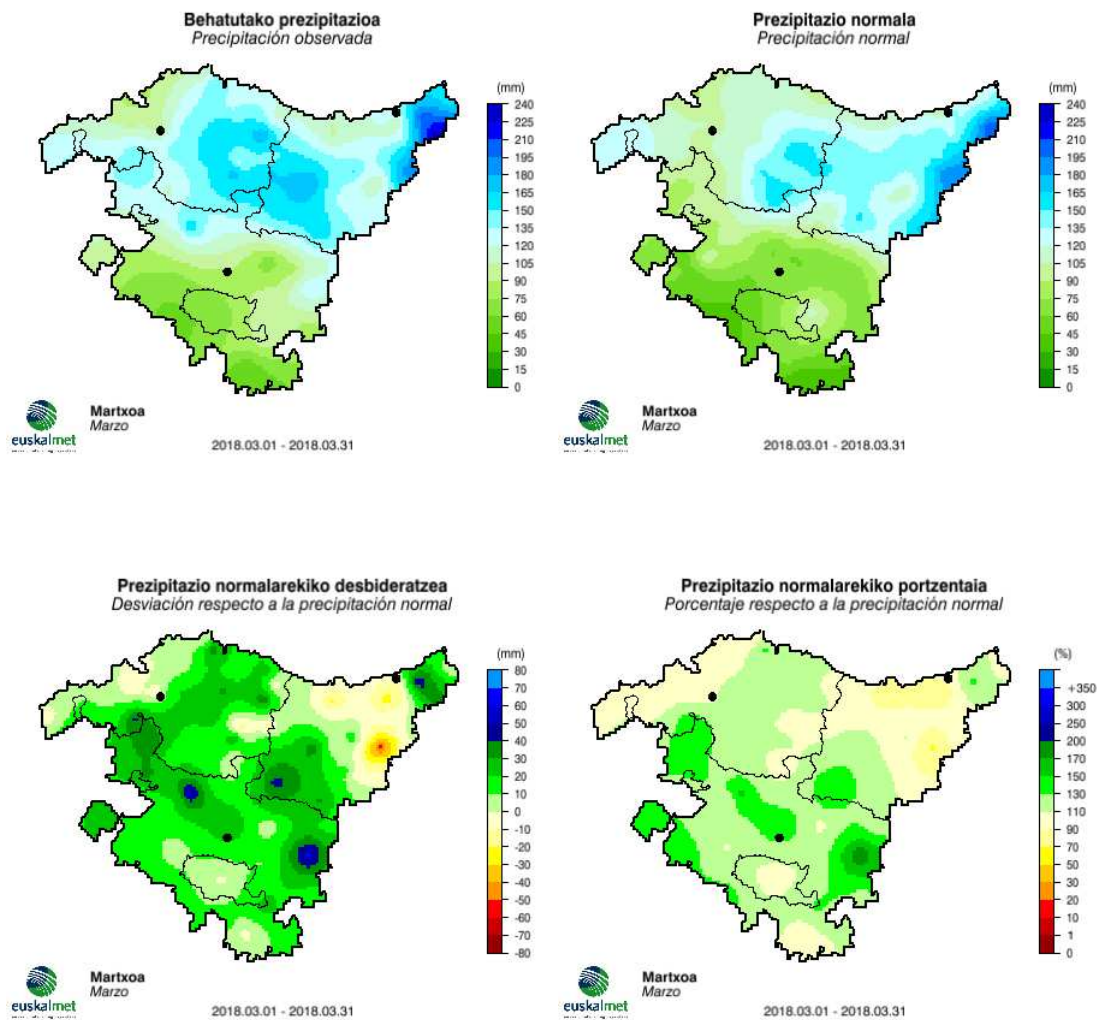 Behatutako prezipitazioa
Precipitación observada
(mm)
240
225
210
195
180
165
150
135
120
105
90
75
60
45
30
15
0
euskalmet
Martxoa
Marzo
2018.03.01 - 2018.03.31
Prezipitazio normala
Precipitación normal
(mm)
240
225
210
195
180
165
150
135
120
105
90
75
60
45
30
15
0
euskalmet
Martxoa
Marzo
2018.03.01 - 2018.03.31
Prezipitazio normalarekiko desbideratzea
Desviación respecto a la precipitación normal
(mm)
80
70
60
50
40
30
20
10
0
-10
-20
-30
-40
-50
-60
-70
-80
euskalmet
Martxoa
Marzo
2018.03.01 - 2018.03.31
Prezipitazio normalarekiko portzentaia
Porcentaje respecto a la precipitación normal
(%)
+350
300
250
200
170
150
130
110
90
70
50
30
20
10
1
0
euskalmet
Martxoa
Marzo
2018.03.01 - 2018.03.31